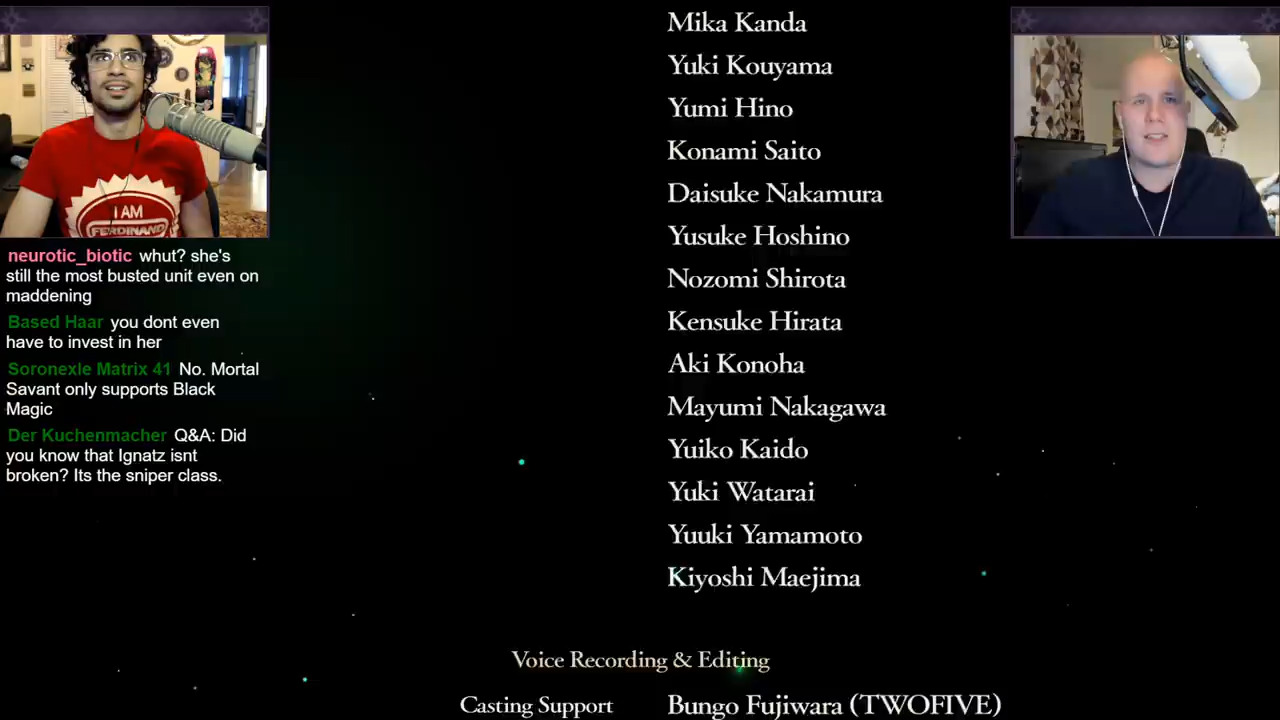 I AM
FERDINAND
neurotic_biotic whut? she's
still the most busted unit even on
maddening
Based Haar you dont even
have to invest in her
Soronexle Matrix 41 No. Mortal
Savant only supports Black
Magic
Der Kuchenmacher Q&A: Did
you know that Ignatz isnt
broken? Its the sniper class.
Mika Kanda
Yuki Kouyama
Yumi Hino
Konami Saito
Daisuke Nakamura
Yusuke Hoshino
Nozomi Shirota
Kensuke Hirata
Aki Konoha
Mayumi Nakagawa
Yuiko Kaido
Yuki Watarai
Yuuki Yamamoto
Kiyoshi Maejima
Voice Recording & Editing
Casting Support Bungo Fujiwara (TWOFIVE)